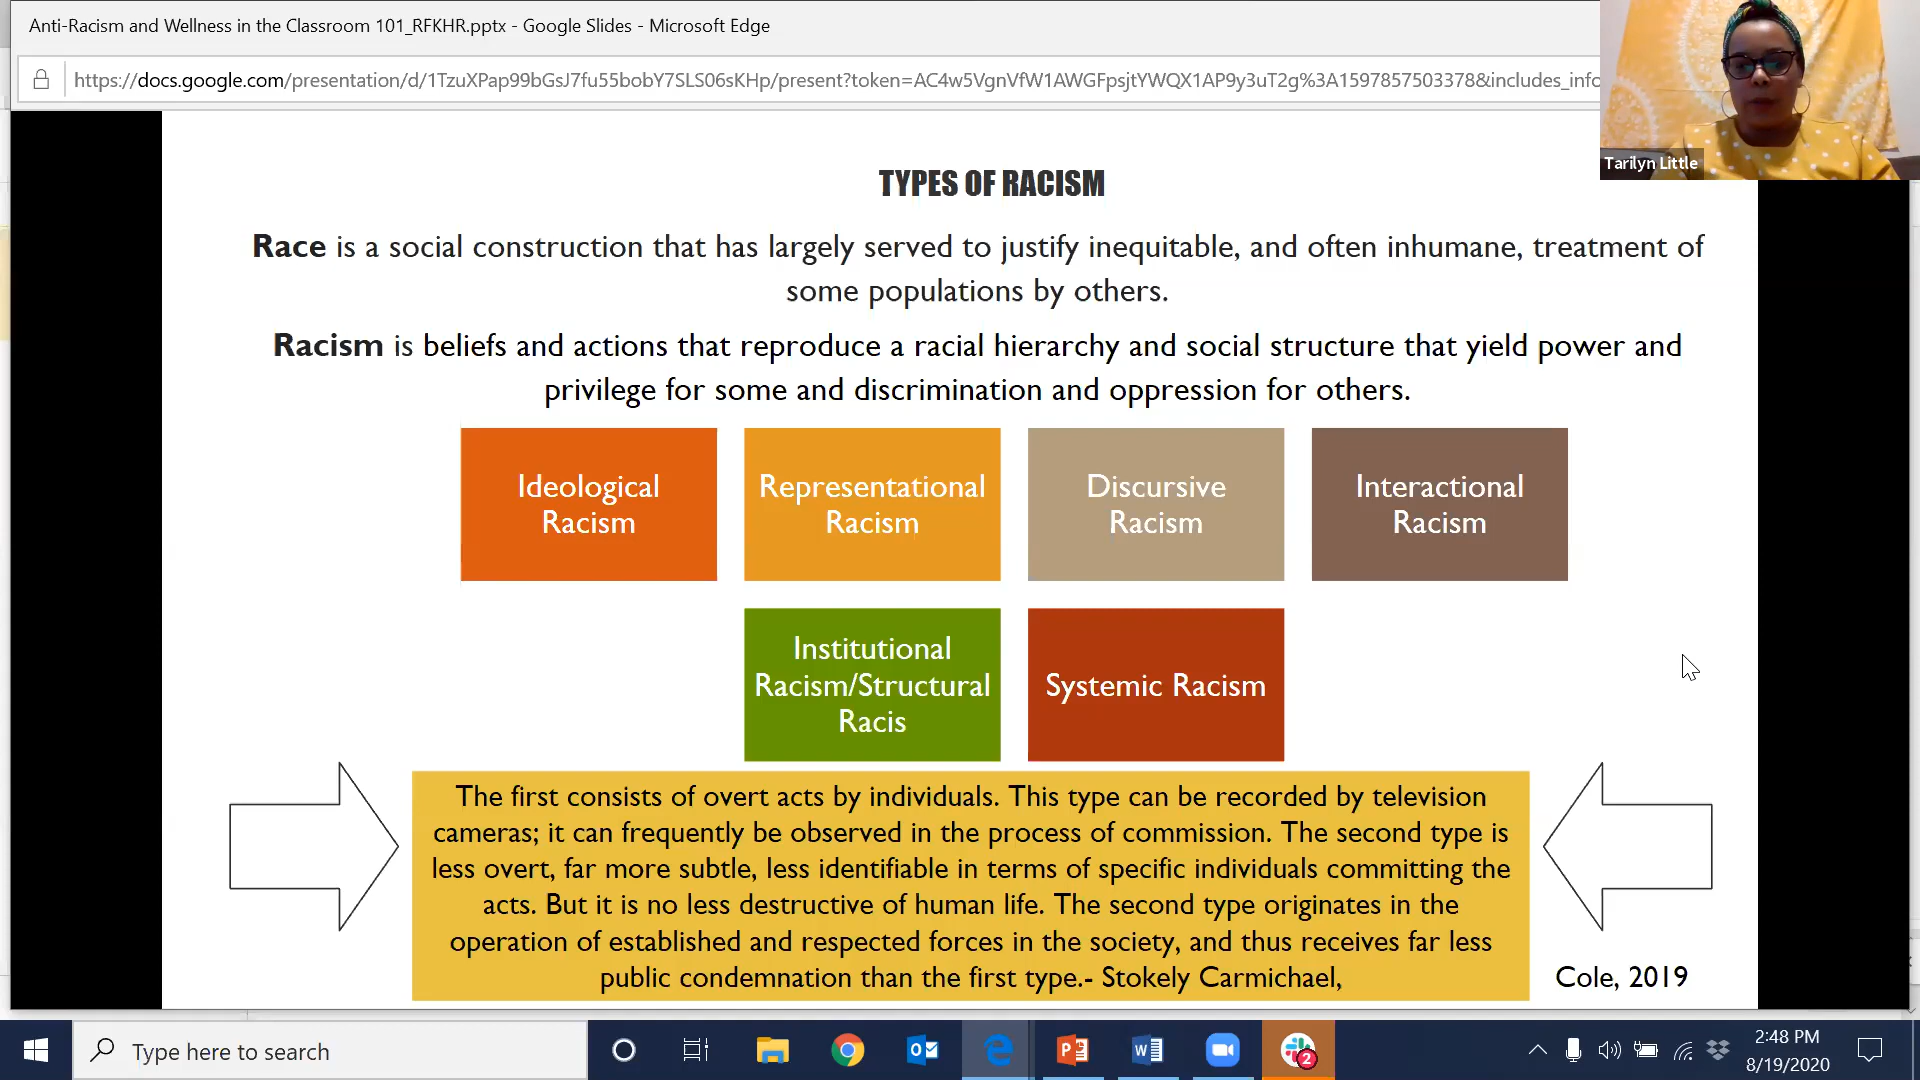 Anti-Racism and Wellness in the Classroom 101_RFKHR.pptx - Google Slides - Microsoft Edge
https://docs.google.com/presentation/d/1TzuXPap99bGsJ7fu55bobY7SLS06sKHp/present?token=AC4w5VgnVfW1AWGFpsjtYWQX1AP9y3uT2g%3A1597857503378&includes_info
Tarilyn Little
TYPES OF RACISM
Race is a social construction that has largely served to justify inequitable, and often inhumane, treatment of
some populations by others.
Racism is beliefs and actions that reproduce a racial hierarchy and social structure that yield power and
privilege for some and discrimination and oppression for others.
Ideological
Racism
Representational
Racism
Discursive
Racism
Interactional
Racism
Institutional
Racism/Structural
Racis
Systemic Racism
The first consists of overt acts by individuals. This type can be recorded by television
cameras; it can frequently be observed in the process of commission. The second type is
less overt, far more subtle, less identifiable in terms of specific individuals committing the
acts. But it is no less destructive of human life. The second type originates in the
operation of established and respected forces in the society, and thus receives far less
public condemnation than the first type.- Stokely Carmichael,
Cole, 2019
Type here to search
2
2:48 PM
8/19/2020